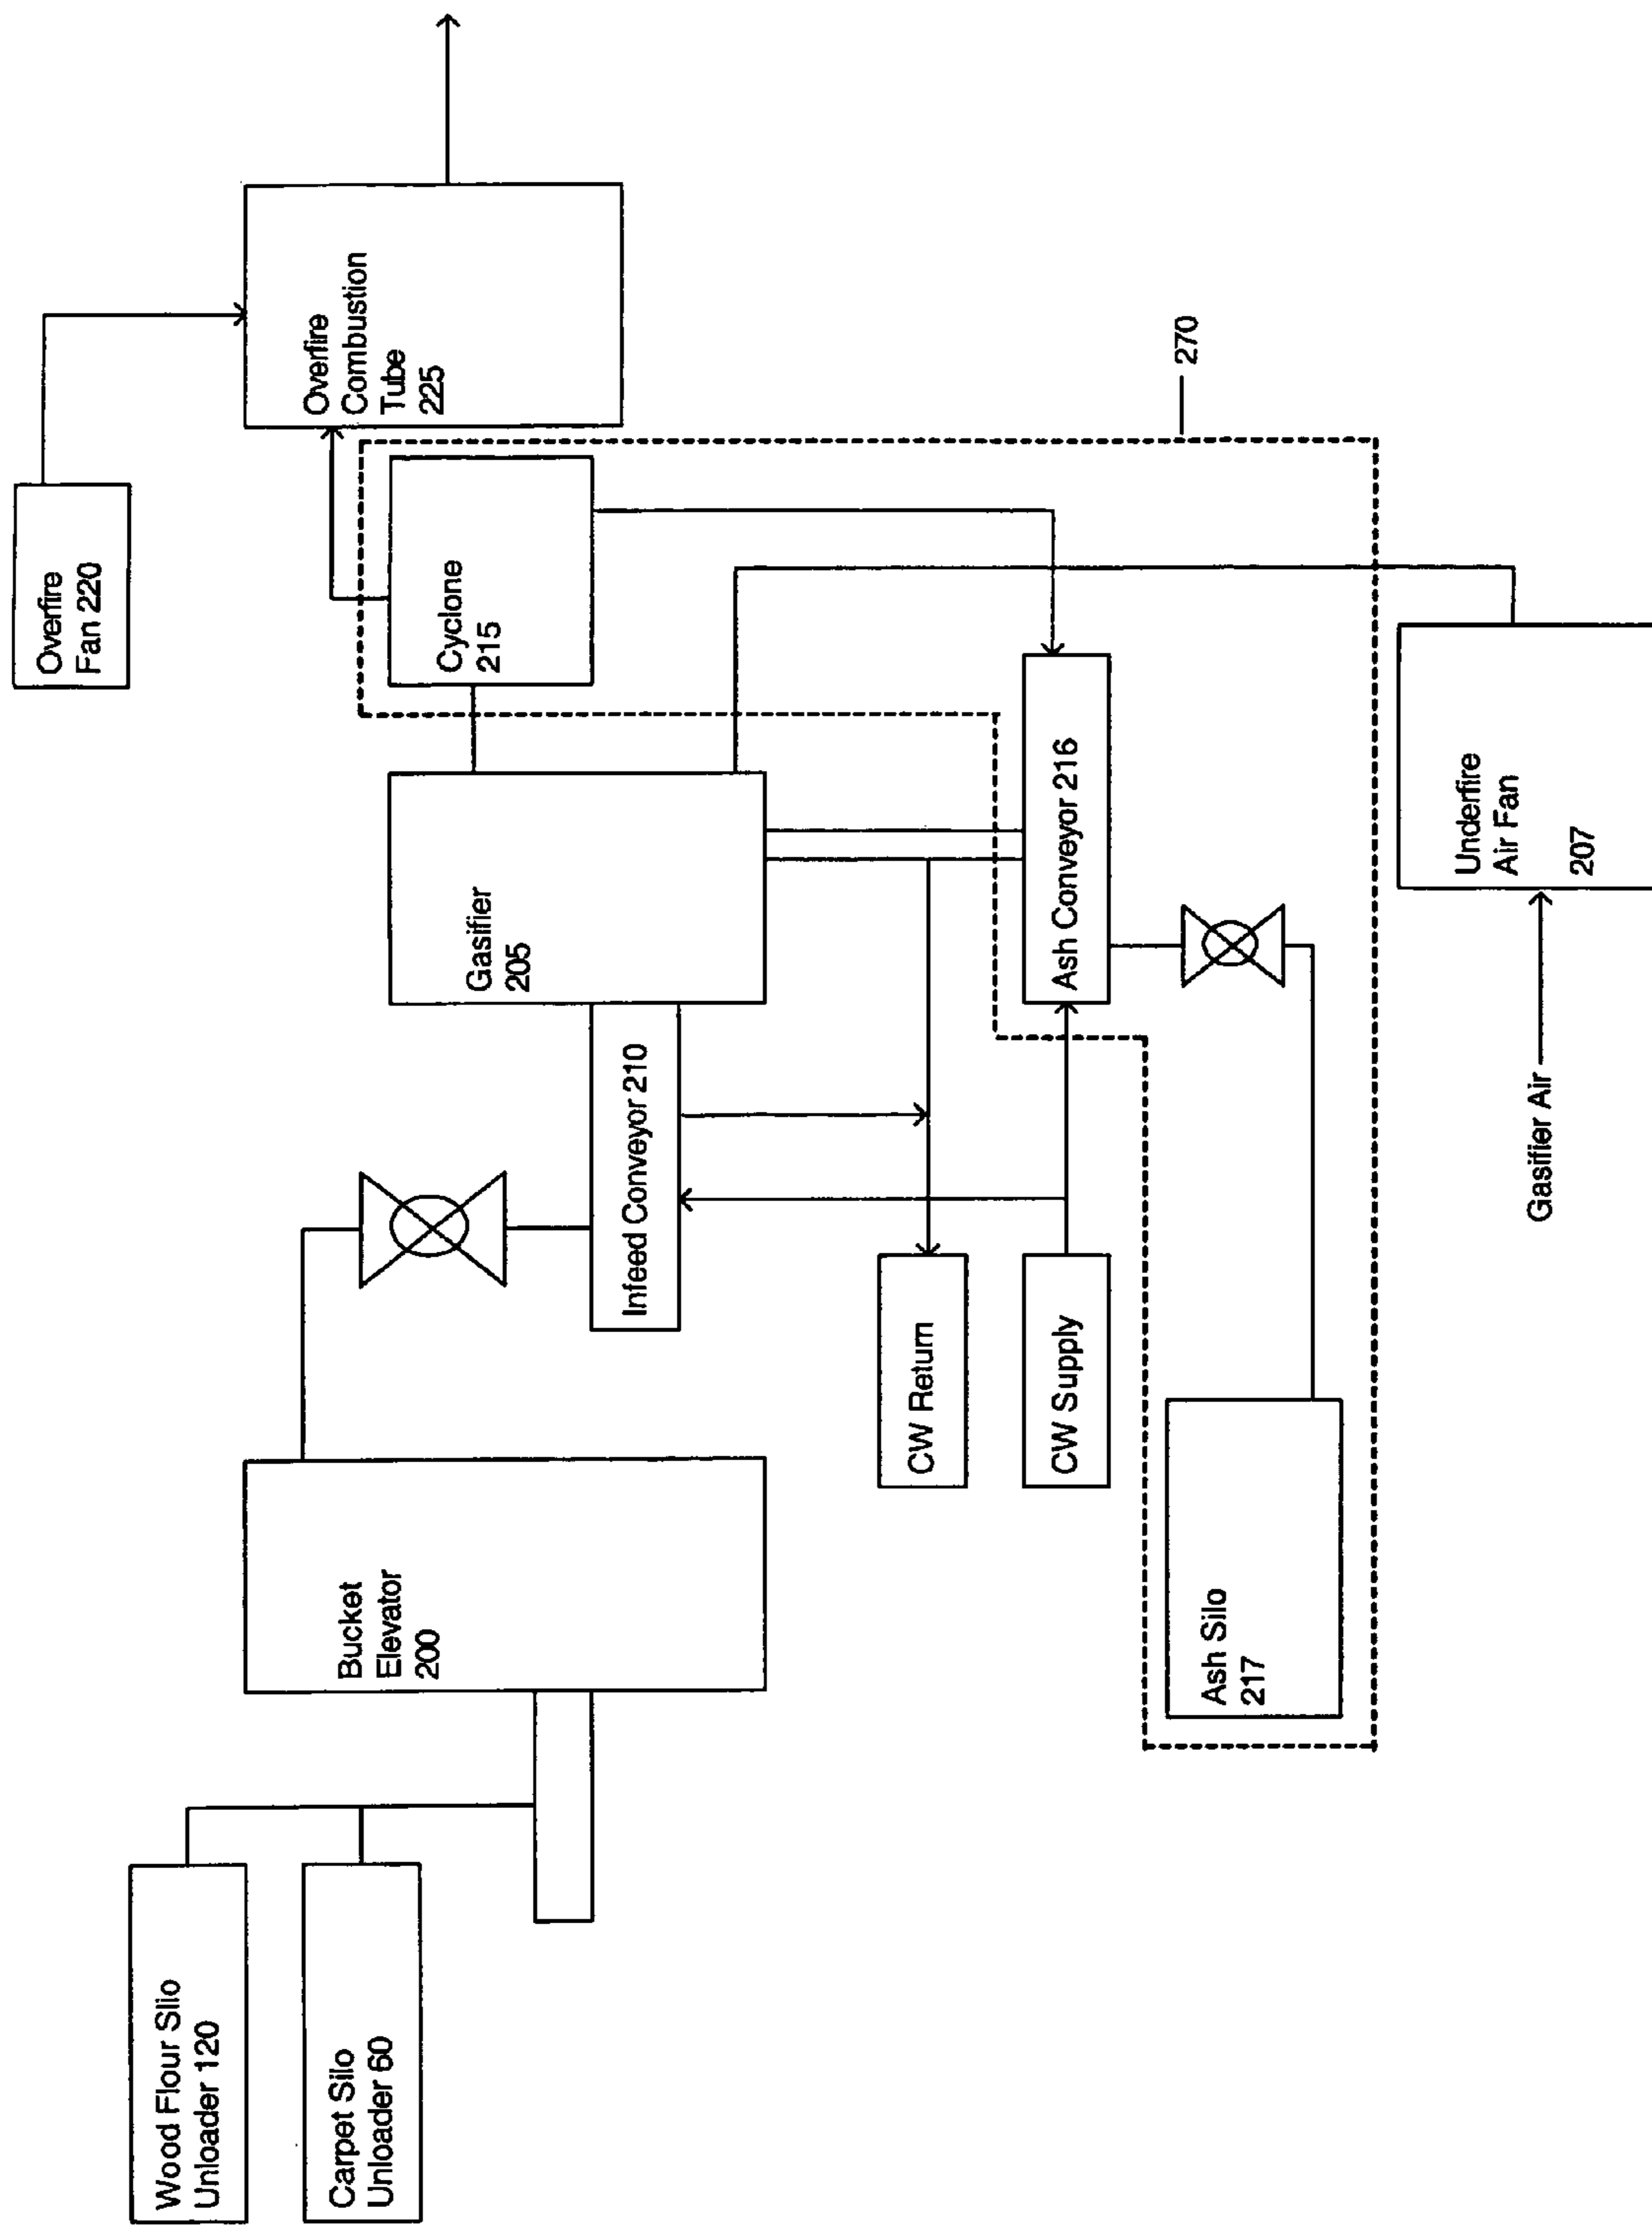 Overfire
Fan 220
Overfire
Combustion
Tube
225
Cyclone
215
270
Gasifier
205
Infeed Conveyor 210
Ash Conveyor 216
Underfire
Air Fan
207
Gasifier Air
Bucket
Elevator
200
CW Return
CW Supply
Ash Silo
217
Wood Flour Slio
Unloader 120
Carpet Silo
Unloader 60